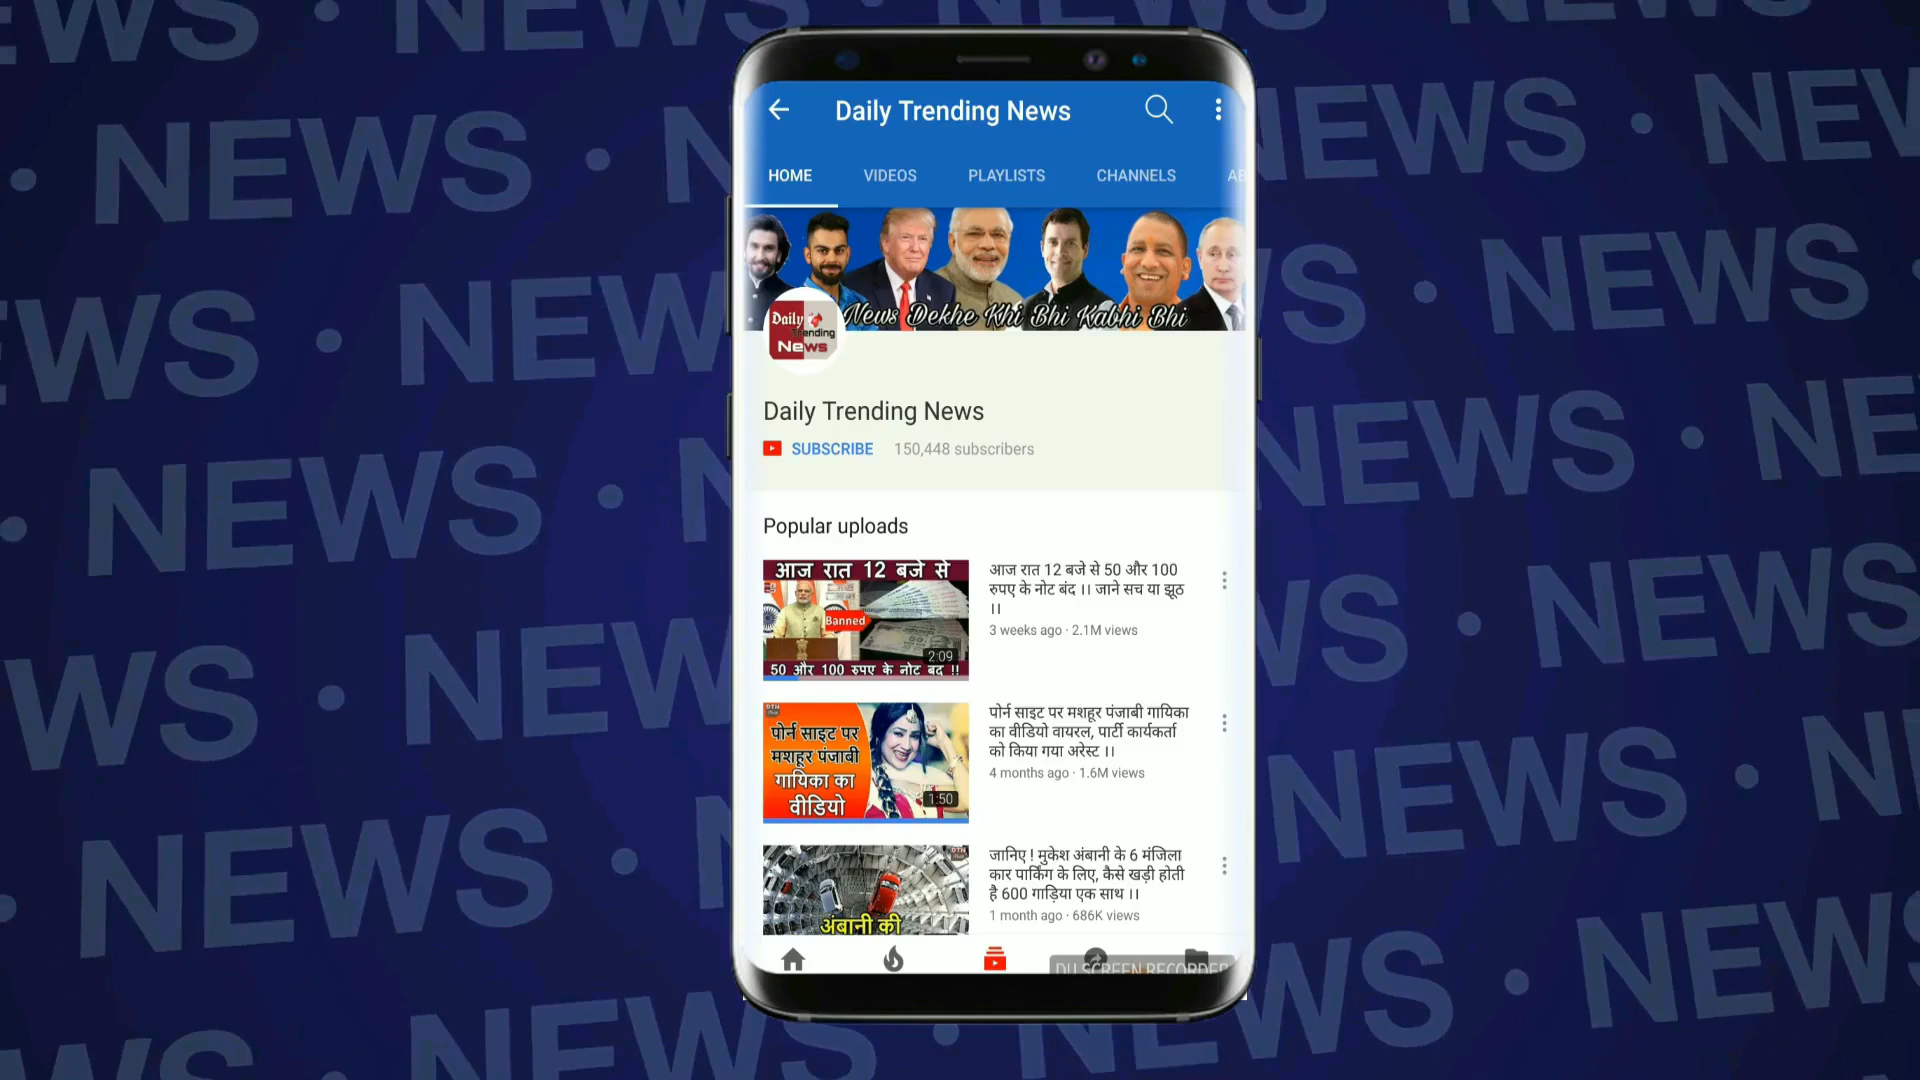 NEWS • NEWS
Daily Trending News
HOME VIDEOS PLAYLISTS CHANNELS AB
News Dekhe Khi Bhi Kabhi Bhi
Daily
Trending
News
Daily Trending News
SUBSCRIBE 150,448 subscribers
Popular uploads
आज रात 12 बजे से
Banned
2:09
50 और 100 रुपए के नोट बंद !!
आज रात 12 बजे से 50 और 100
रुपए के नोट बंद ।। जाने सच या झूठ
।।
3 weeks ago · 2.1M views
DTN
पोर्न साइट पर
मशहूर पंजाबी
गायिका का
वीडियो
1:50
पोर्न साइट पर मशहूर पंजाबी गायिका
का वीडियो वायरल, पार्टी कार्यकर्ता
को किया गया अरेस्ट ।।
4 months ago · 1.6M views
DTN
अंबानी की
जानिए ! मुकेश अंबानी के 6 मंजिला
कार पार्किंग के लिए, कैसे खड़ी होती
है 600 गाड़िया एक साथ ।।
1 month ago · 686K views
DU SCREEN RECORDER